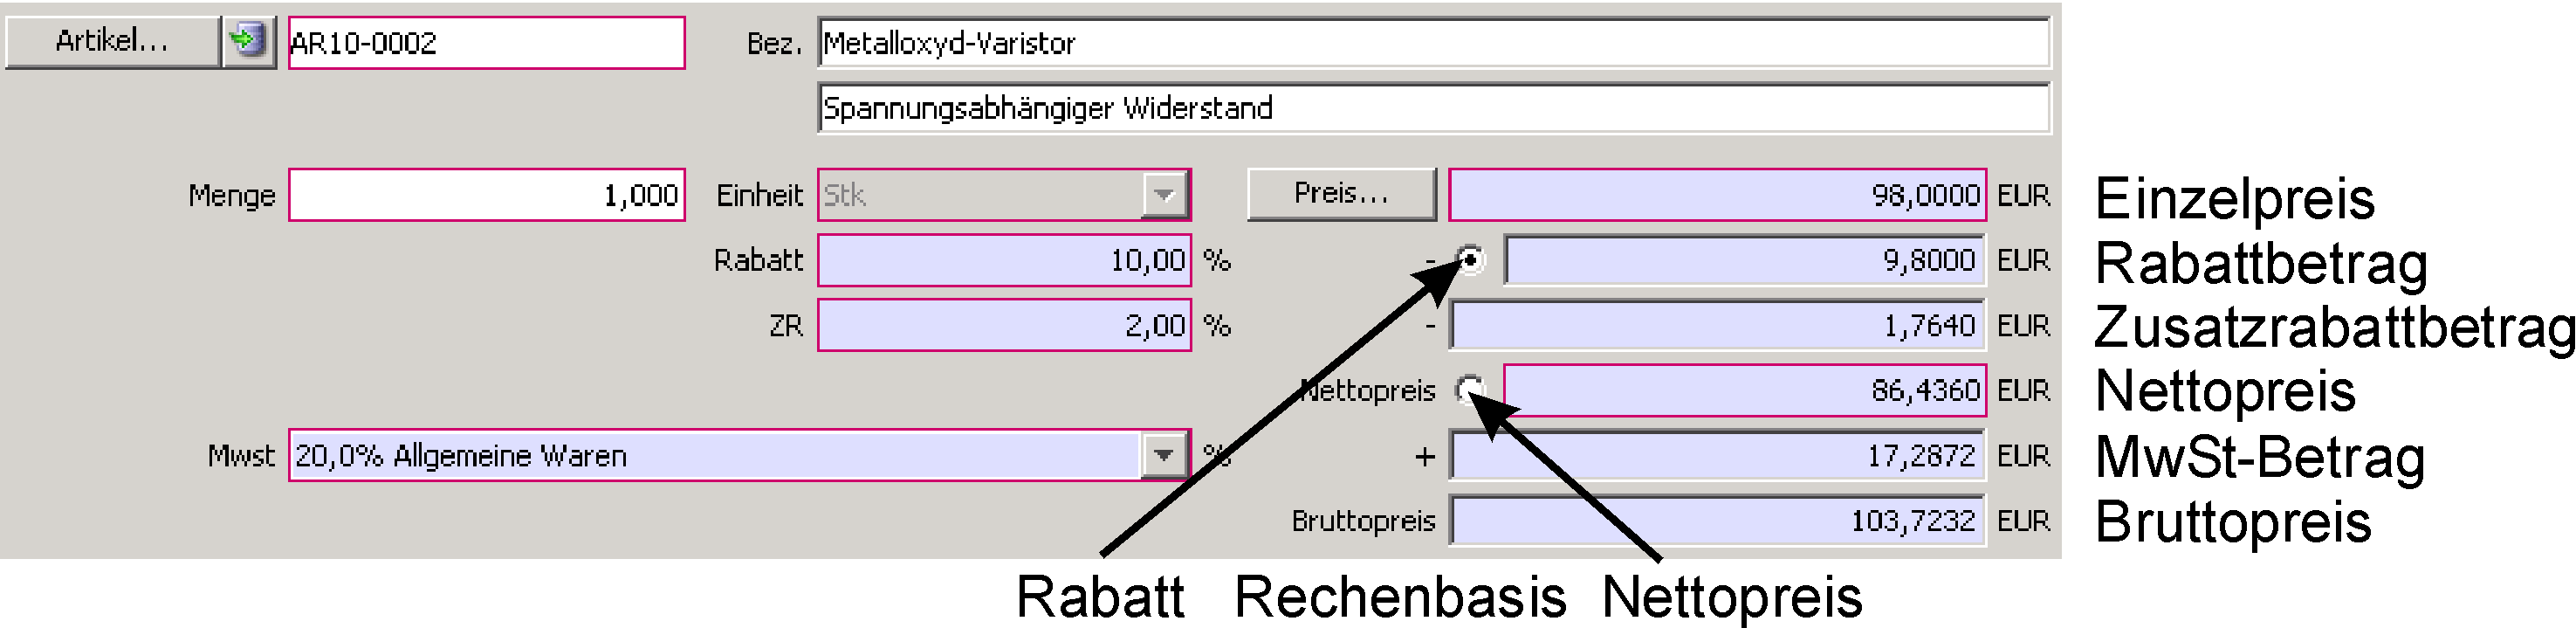 Artikel... AR10-0002 Bez. Metalloxyd-Varistor
Spannungsabhängiger Widerstand
Menge 1,000 Einheit Stk Preis... 98,0000 EUR Einzelpreis
Rabatt 10,00 % - 9,8000 EUR Rabattbetrag
ZR 2,00 % - 1,7640 EUR Zusatzrabattbetrag
Nettopreis 86,4360 EUR Nettopreis
Mwst 20,0% Allgemeine Waren % + 17,2872 EUR MwSt-Betrag
Bruttopreis 103,7232 EUR Bruttopreis
Rabatt Rechenbasis Nettopreis